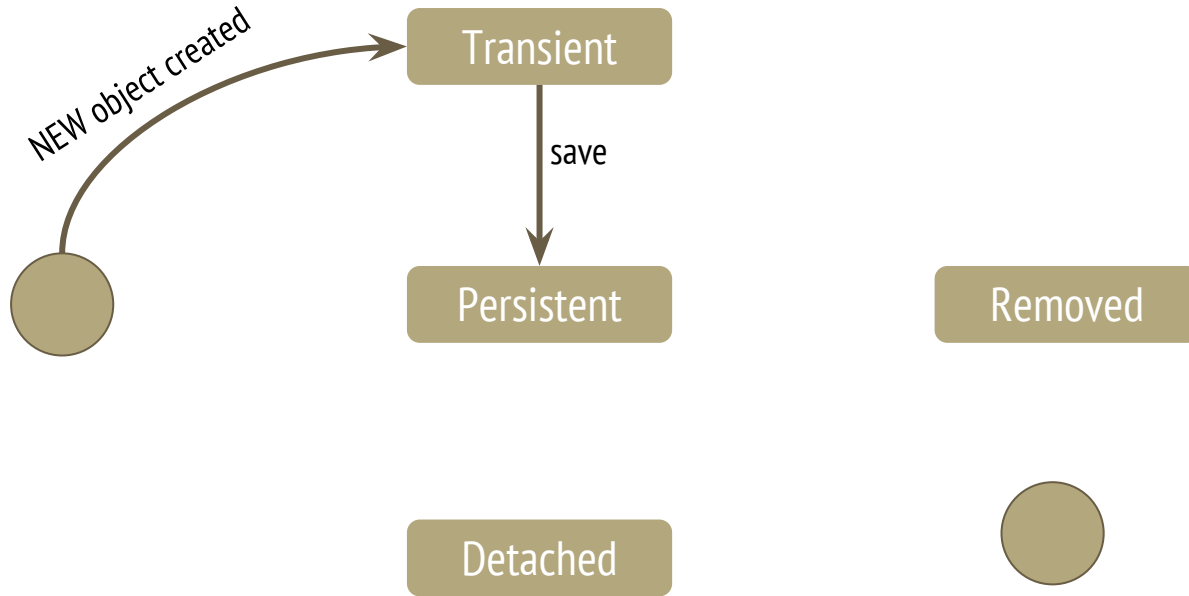 NEW object created
Transient
save
Persistent
Removed
Detached